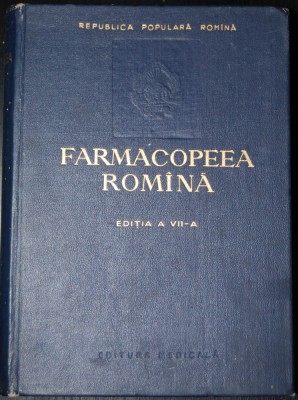 REPUBLICA POPULARĂ ROMÎNĂ
FARMACOPEEA
ROMÎNĂ
EDIȚIA A VII-A
EDITURA MEDICALĂ